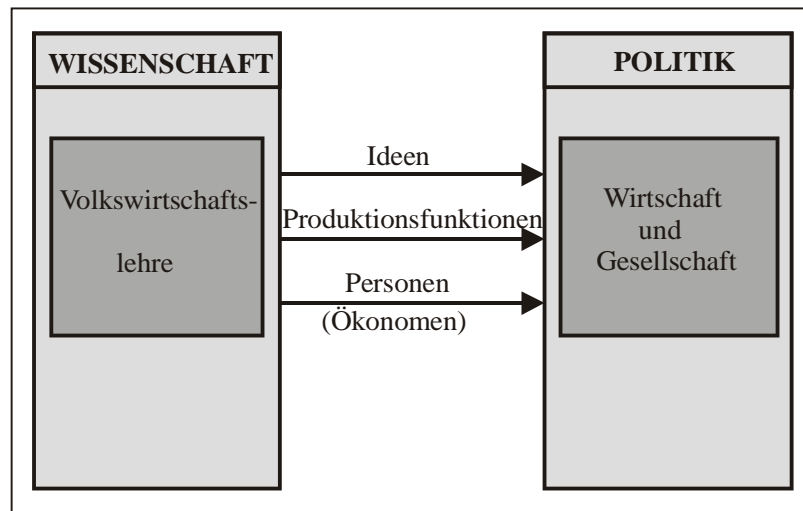 WISSENSCHAFT
POLITIK
Volkswirtschafts-
lehre
Ideen
Produktionsfunktionen
Personen
(Ökonomen)
Wirtschaft
und
Gesellschaft